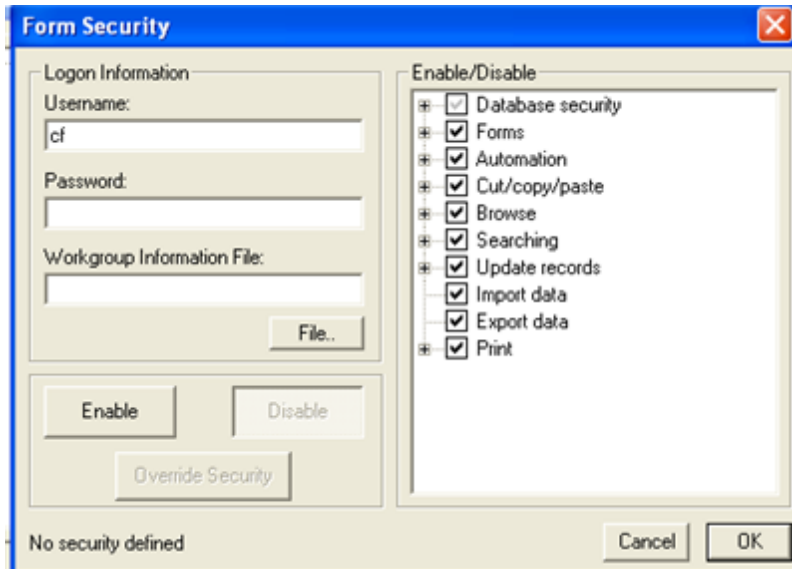 Form Security
Logon Information
Username:
cf
Password:
Workgroup Information File:
File..
Enable
Disable
Override Security
No security defined
Enable/Disable
Database security
Forms
Automation
Cut/copy/paste
Browse
Searching
Update records
Import data
Export data
Print
Cancel
OK